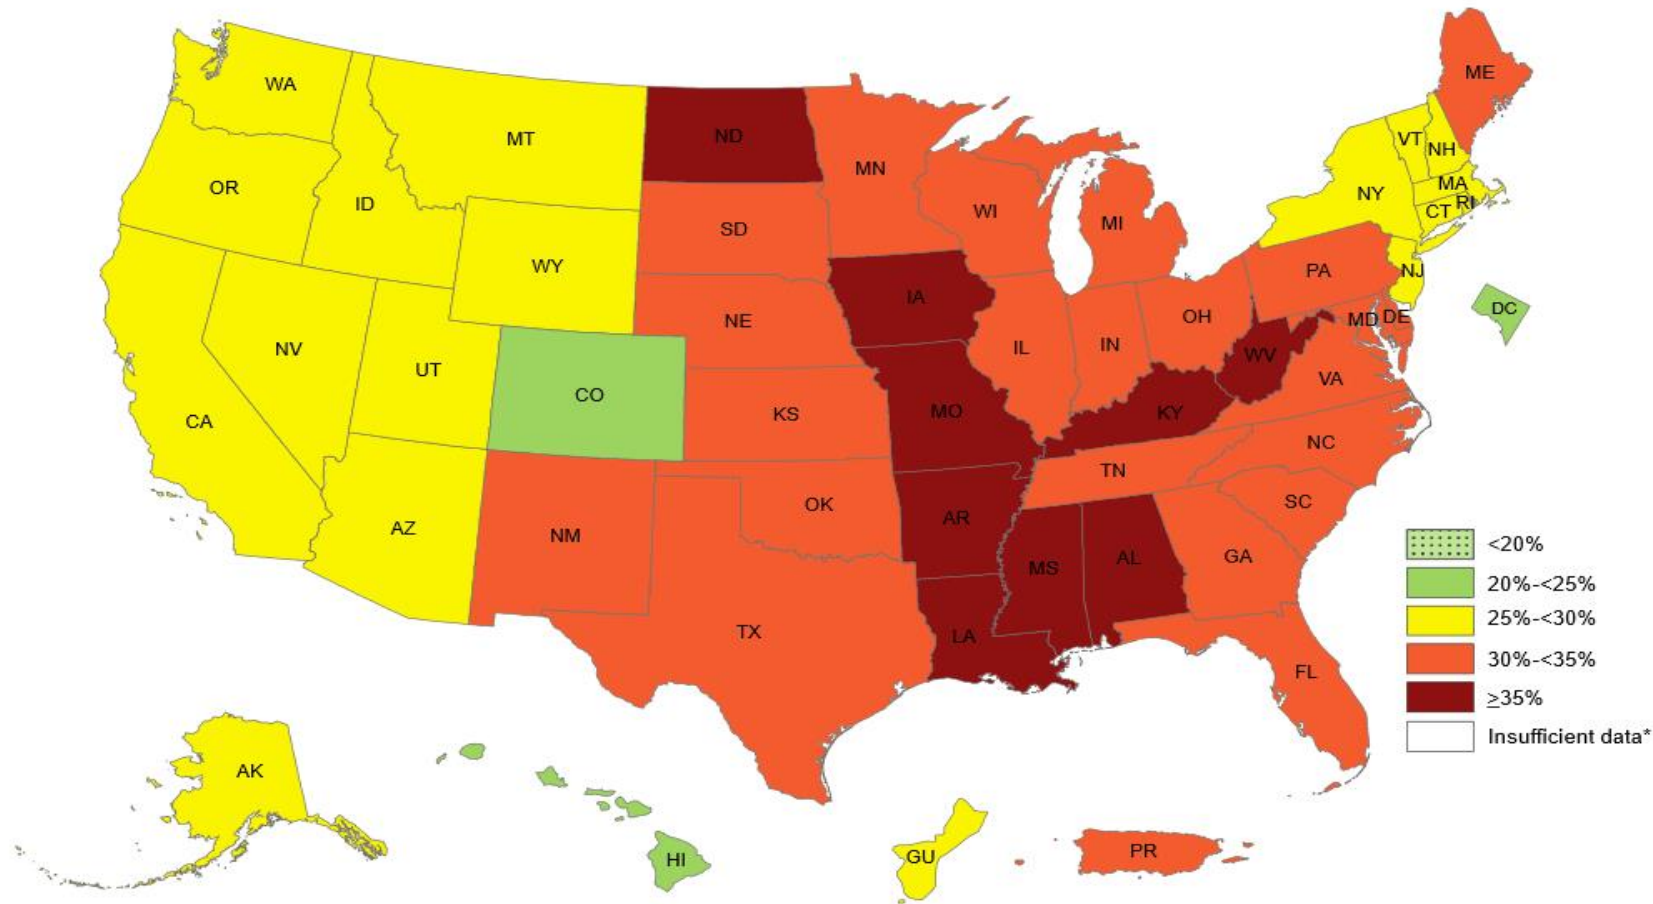 ME
WA
MT
ND
MN
VT
NH
OR
ID
SD
WI
MI
NY
MA
RI
CT
WY
NE
IA
PA
NJ
DC
NV
UT
CO
KS
IL
IN
OH
MD
DE
WV
VA
CA
MO
KY
NC
AZ
NM
OK
AR
TN
SC
MS
AL
GA
TX
LA
FL
<20%
20%-<25%
25%-<30%
30%-<35%
≥35%
Insufficient data*
AK
HI
GU
PR